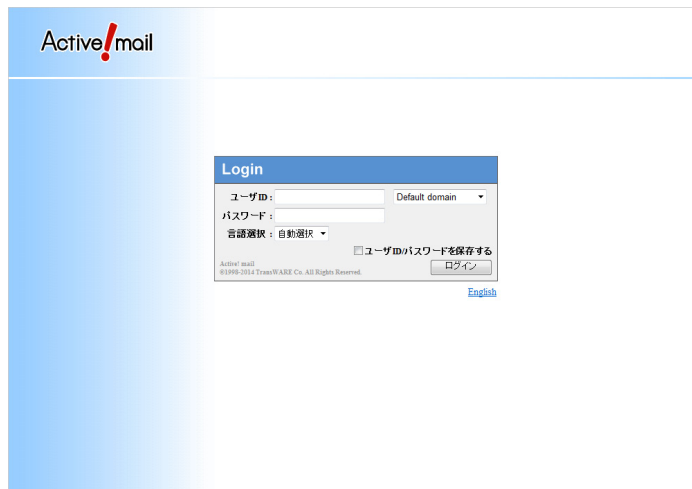 Active!mail
Login
ユーザID :
Default domain
パスワード :
言語選択 : 自動選択
ユーザID/パスワードを保存する
Active! mail
©1998-2014 TransWARE Co. All Rights Reserved.
ログイン
English